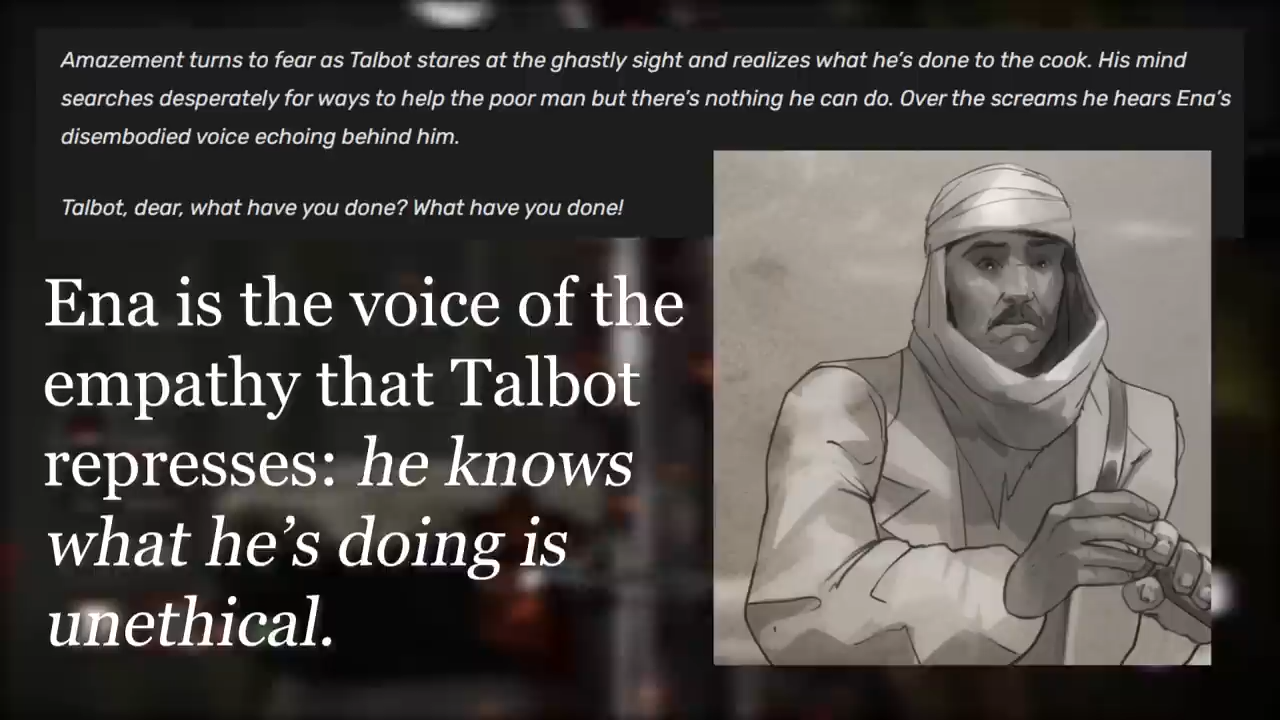 Amazement turns to fear as Talbot stares at the ghastly sight and realizes what he’s done to the cook. His mind
searches desperately for ways to help the poor man but there’s nothing he can do. Over the screams he hears Ena’s
disembodied voice echoing behind him.
Talbot, dear, what have you done? What have you done!
Ena is the voice of the
empathy that Talbot
represses: he knows
what he’s doing is
unethical.